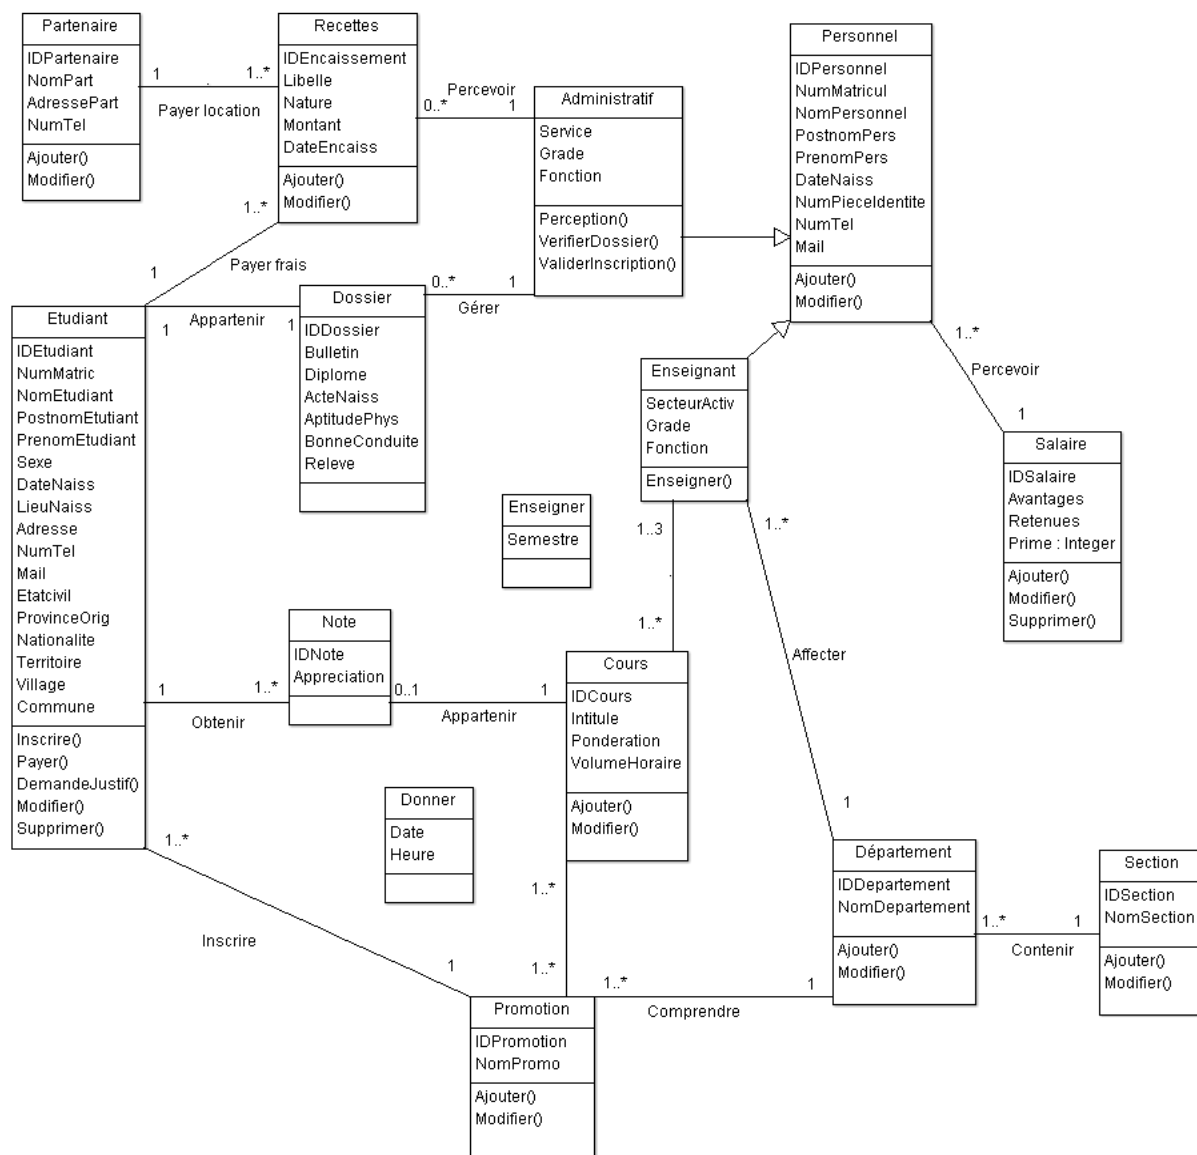 Partenaire
IDPartenaire
NomPart
AdressePart
NumTel
Ajouter()
Modifier()
1
1..*
Payer location
Recettes
IDEncaissement
Libelle
Nature
Montant
DateEncaiss
Ajouter()
Modifier()
Percevoir
0..*
1
Administratif
Service
Grade
Fonction
Perception()
VerifierDossier()
ValiderInscription()
Personnel
IDPersonnel
NumMatricul
NomPersonnel
PostnomPers
PrenomPers
DateNaiss
NumPieceIdentite
NumTel
Mail
Ajouter()
Modifier()
1..*
1
Payer frais
Appartenir
1
1
0..*
1
Gérer
Dossier
IDDossier
Bulletin
Diplome
ActeNaiss
AptitudePhys
BonneConduite
Releve
Etudiant
IDEtudiant
NumMatric
NomEtudiant
PostnomEtutiant
PrenomEtudiant
Sexe
DateNaiss
LieuNaiss
Adresse
NumTel
Mail
Etatcivil
ProvinceOrig
Nationalite
Territoire
Village
Commune
Inscrire()
Payer()
DemandeJustif()
Modifier()
Supprimer()
Enseignant
SecteurActiv
Grade
Fonction
Enseigner()
1..*
Percevoir
1
Salaire
IDSalaire
Avantages
Retenues
Prime : Integer
Ajouter()
Modifier()
Supprimer()
Enseigner
Semestre
1..3
1..*
1..*
Affecter
1
Note
IDNote
Appreciation
1
1..*
Obtenir
0..1
1
Appartenir
Cours
IDCours
Intitule
Ponderation
VolumeHoraire
Ajouter()
Modifier()
Donner
Date
Heure
1..*
1..*
1..*
Inscrire
1
Département
IDDepartement
NomDepartement
Ajouter()
Modifier()
1..*
1
Contenir
Section
IDSection
NomSection
Ajouter()
Modifier()
1..*
1
Comprendre
Promotion
IDPromotion
NomPromo
Ajouter()
Modifier()